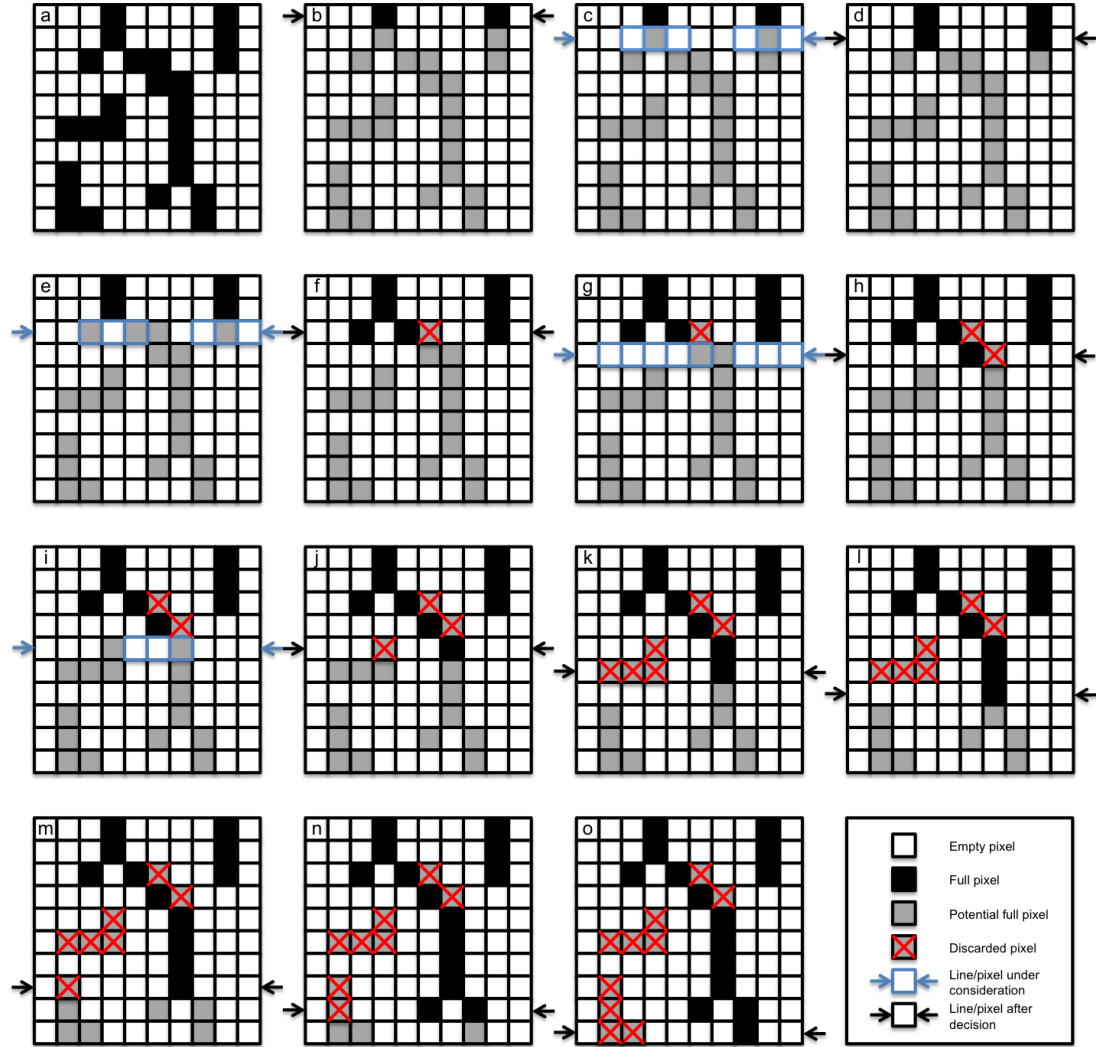 a
b
c
d
e
f
g
h
i
j
k
l
m
n
o
Empty pixel
Full pixel
Potential full pixel
Discarded pixel
Line/pixel under
consideration
Line/pixel after
decision